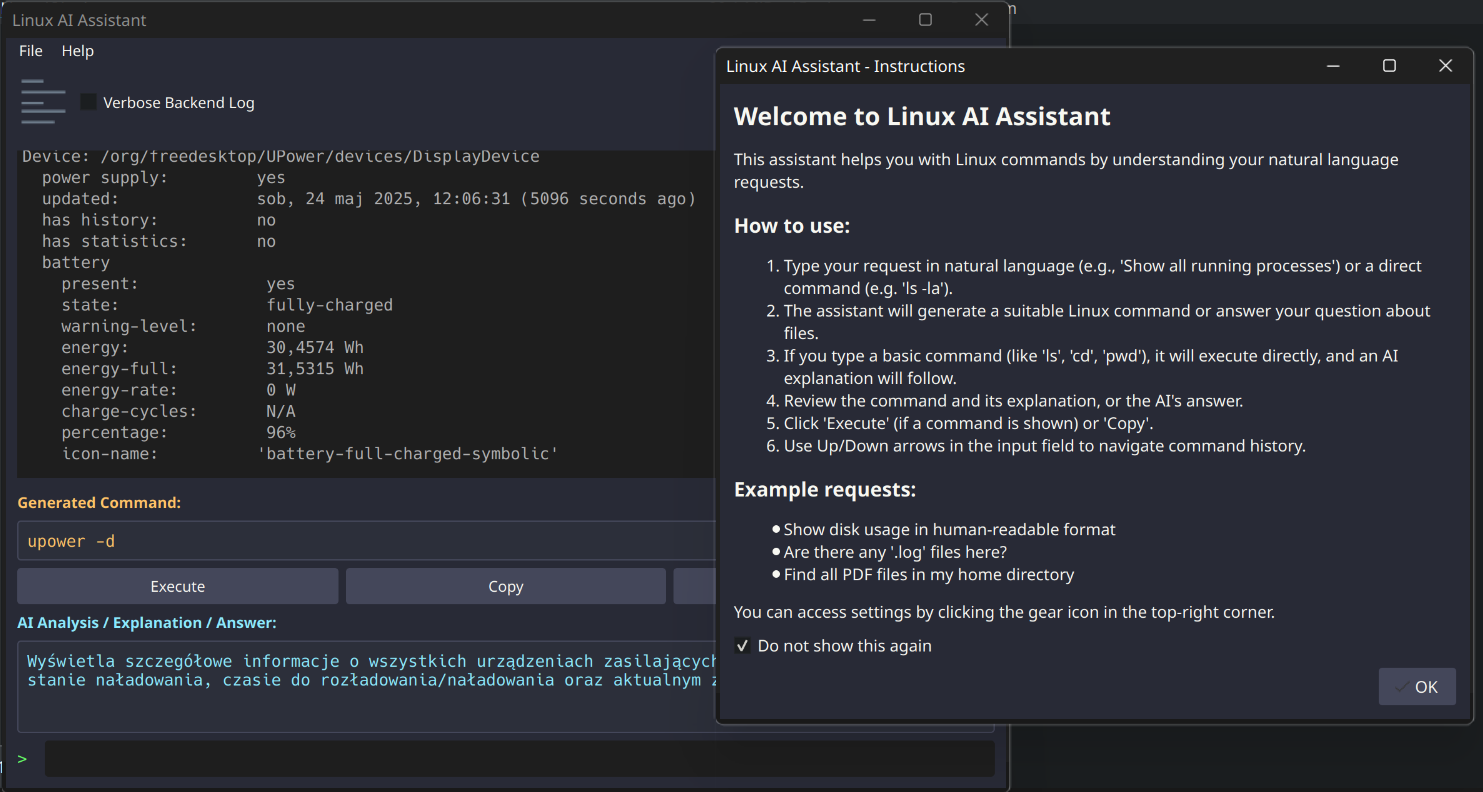 Linux AI Assistant
File Help
Verbose Backend Log
Device: /org/freedesktop/UPower/devices/DisplayDevice
power supply: yes
updated: sob, 24 maj 2025, 12:06:31 (5096 seconds ago)
has history: no
has statistics: no
battery
present: yes
state: fully-charged
warning-level: none
energy: 30,4574 Wh
energy-full: 31,5315 Wh
energy-rate: 0 W
charge-cycles: N/A
percentage: 96%
icon-name: 'battery-full-charged-symbolic'
Generated Command:
upower -d
Execute Copy
AI Analysis / Explanation / Answer:
Wyświetla szczegółowe informacje o wszystkich urządzeniach zasilających
stanie naładowania, czasie do rozładowania/naładowania oraz aktualnym z
>
Linux AI Assistant - Instructions
Welcome to Linux AI Assistant
This assistant helps you with Linux commands by understanding your natural language
requests.
How to use:
1. Type your request in natural language (e.g., 'Show all running processes') or a direct
command (e.g. 'ls -la').
2. The assistant will generate a suitable Linux command or answer your question about
files.
3. If you type a basic command (like 'ls', 'cd', 'pwd'), it will execute directly, and an AI
explanation will follow.
4. Review the command and its explanation, or the AI's answer.
5. Click 'Execute' (if a command is shown) or 'Copy'.
6. Use Up/Down arrows in the input field to navigate command history.
Example requests:
● Show disk usage in human-readable format
● Are there any '.log' files here?
● Find all PDF files in my home directory
You can access settings by clicking the gear icon in the top-right corner.
Do not show this again
OK